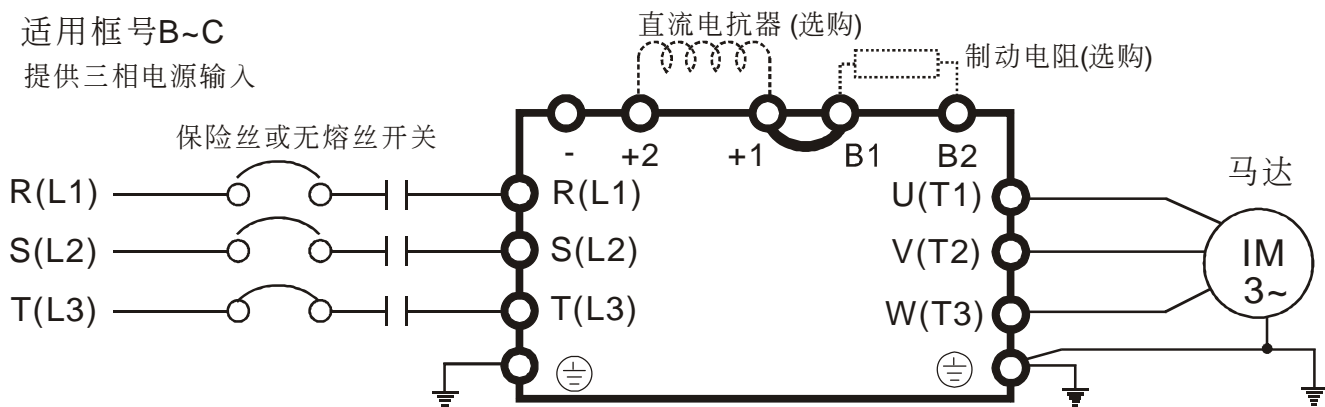 适用框号B~C
提供三相电源输入
直流电抗器 (选购)
制动电阻(选购)
保险丝或无熔丝开关
- +2 +1 B1 B2
马达
R(L1) R(L1) U(T1)
S(L2) S(L2) V(T2)
IM
3~
T(L3) T(L3) W(T3)